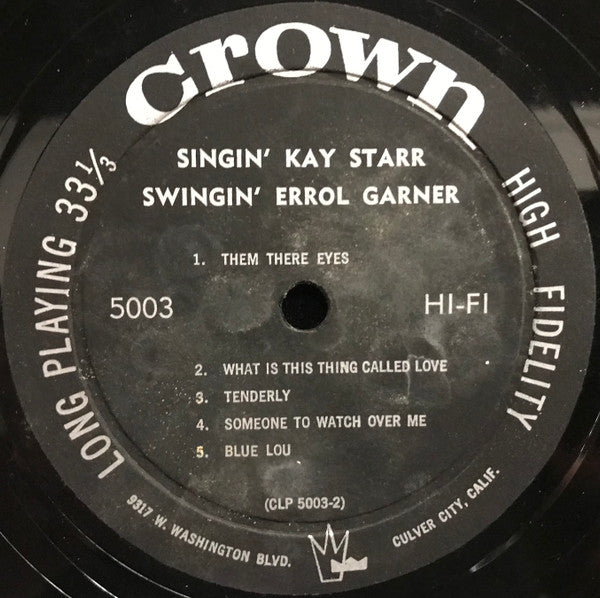 crown
SINGIN' KAY STARR
SWINGIN' ERROL GARNER
1. THEM THERE EYES
5003
HI-FI
2. WHAT IS THIS THING CALLED LOVE
3. TENDERLY
4. SOMEONE TO WATCH OVER ME
5. BLUE LOU
(CLP 5003-2)
LONG PLAYING 33⅓
HIGH FIDELITY
9317 W. WASHINGTON BLVD.
CULVER CITY, CALIF.